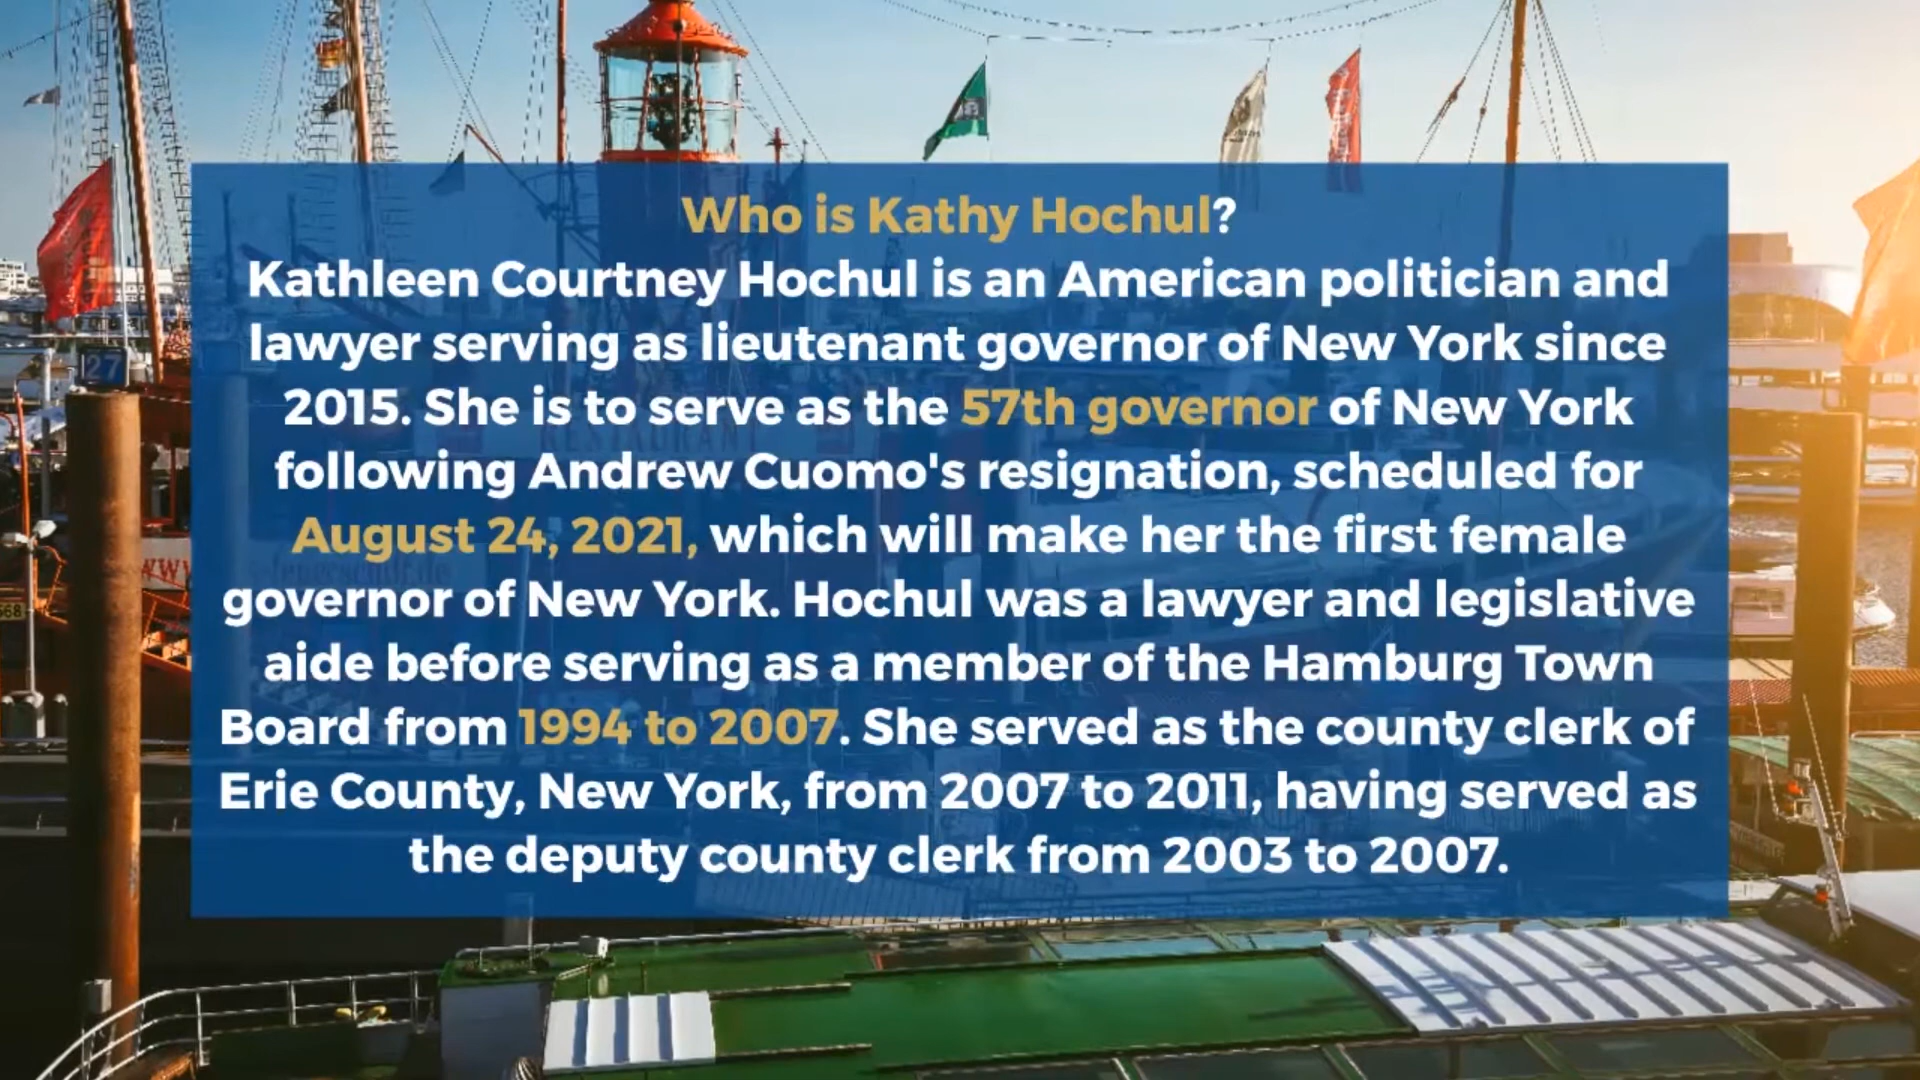 Who is Kathy Hochul?
Kathleen Courtney Hochul is an American politician and
lawyer serving as lieutenant governor of New York since
2015. She is to serve as the 57th governor of New York
following Andrew Cuomo's resignation, scheduled for
August 24, 2021, which will make her the first female
governor of New York. Hochul was a lawyer and legislative
aide before serving as a member of the Hamburg Town
Board from 1994 to 2007. She served as the county clerk of
Erie County, New York, from 2007 to 2011, having served as
the deputy county clerk from 2003 to 2007.
27